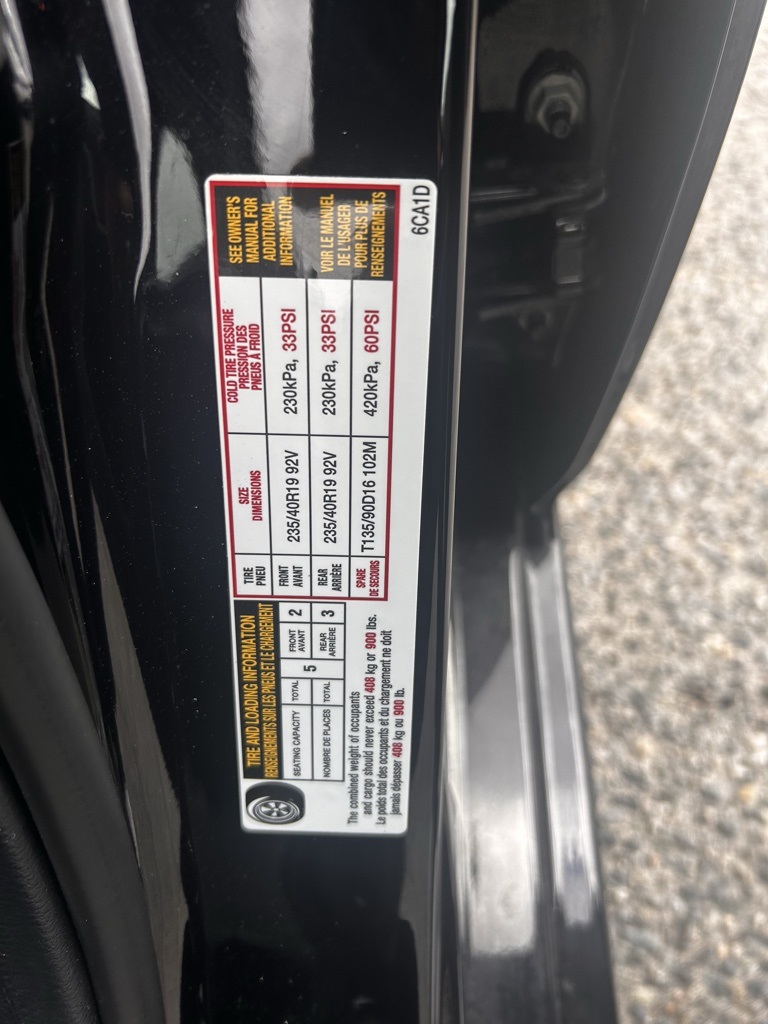 TIRE AND LOADING INFORMATION
RENSEIGNEMENTS SUR LES PNEUS ET LE CHARGEMENT
SEATING CAPACITY TOTAL 5 FRONT AVANT 2
NOMBRE DE PLACES TOTAL REAR ARRIÈRE 3
The combined weight of occupants
and cargo should never exceed 408 kg or 900 lbs.
Le poids total des occupants et du chargement ne doit
jamais dépasser 408 kg ou 900 lb.
TIRE PNEU
SIZE DIMENSIONS
COLD TIRE PRESSURE
PRESSION DES
PNEUS À FROID
FRONT AVANT 235/40R19 92V 230kPa, 33PSI
REAR ARRIÈRE 235/40R19 92V 230kPa, 33PSI
SPARE DE SECOURS T135/90D16 102M 420kPa, 60PSI
SEE OWNER'S
MANUAL FOR
ADDITIONAL
INFORMATION
VOIR LE MANUEL
DE L'USAGER
POUR PLUS DE
RENSEIGNEMENTS
6CA1D